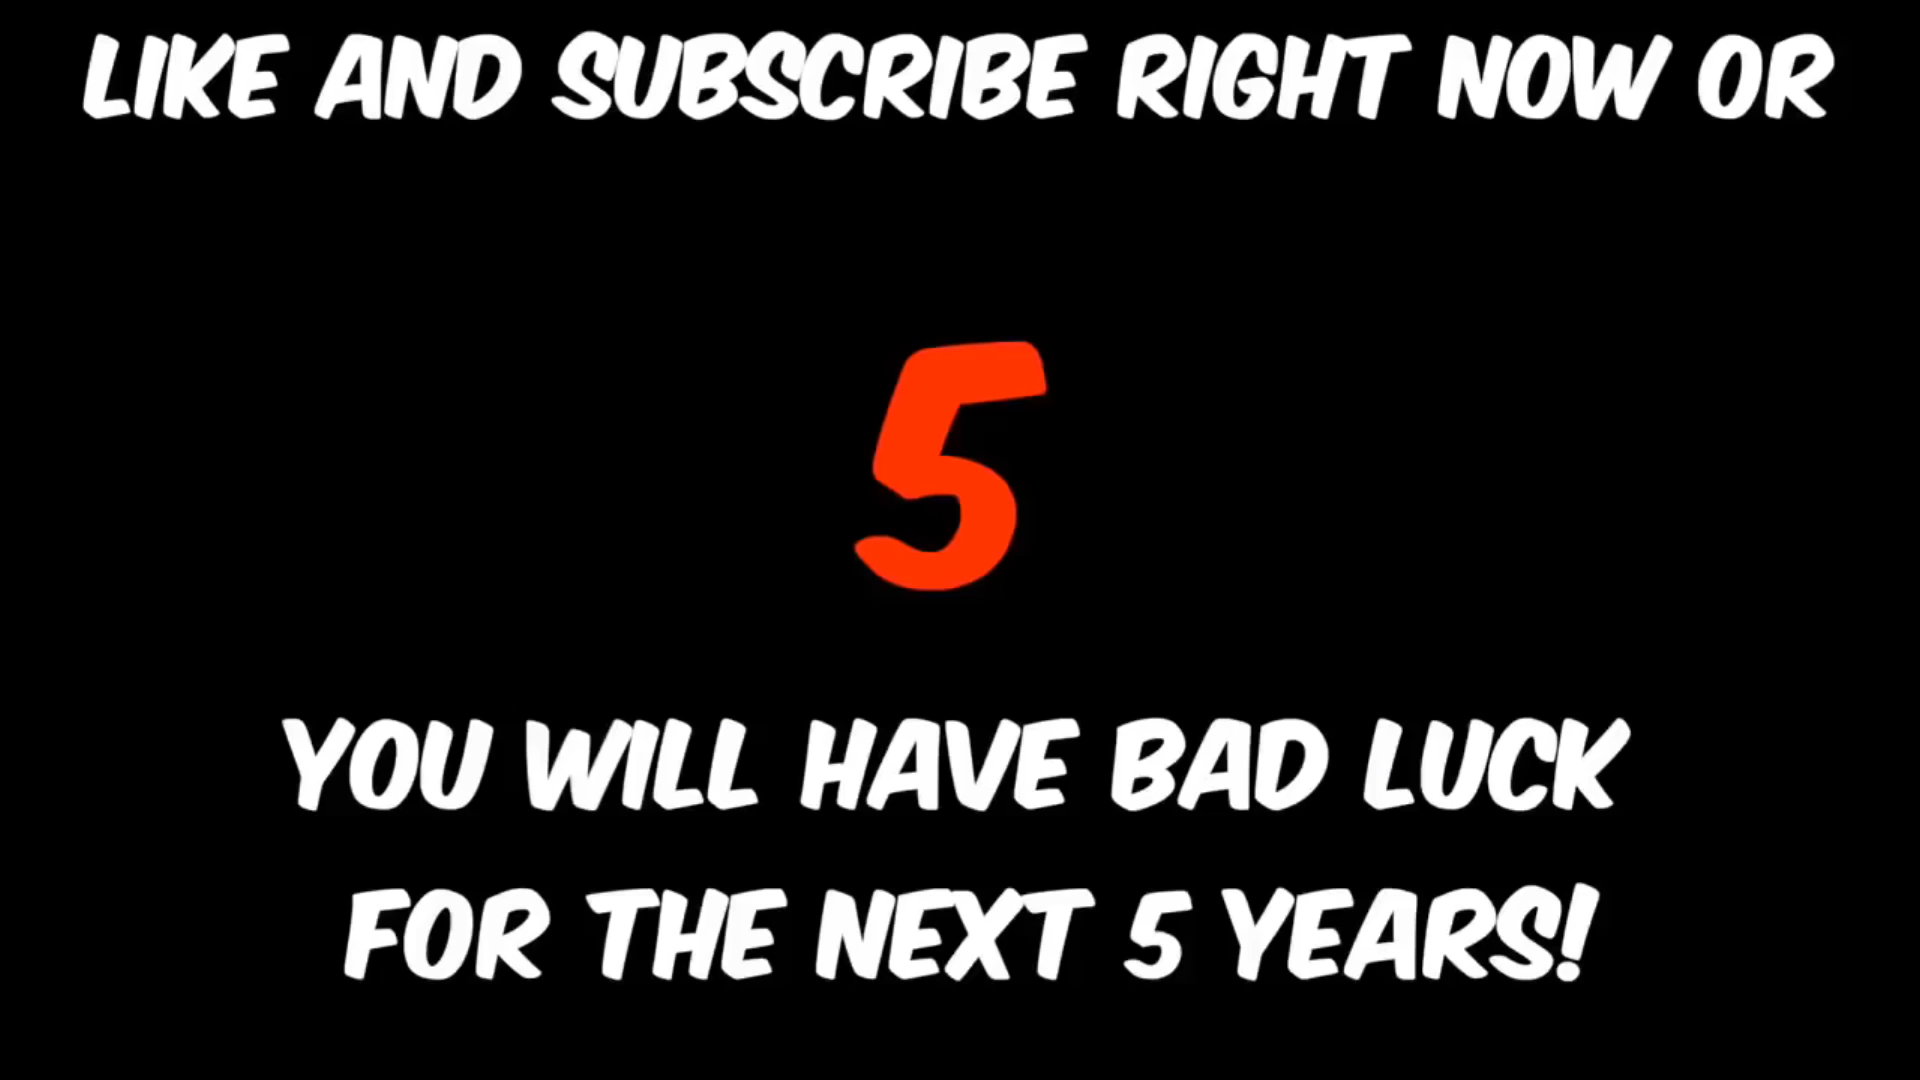 LIKE AND SUBSCRIBE RIGHT NOW OR
5
YOU WILL HAVE BAD LUCK
FOR THE NEXT 5 YEARS!